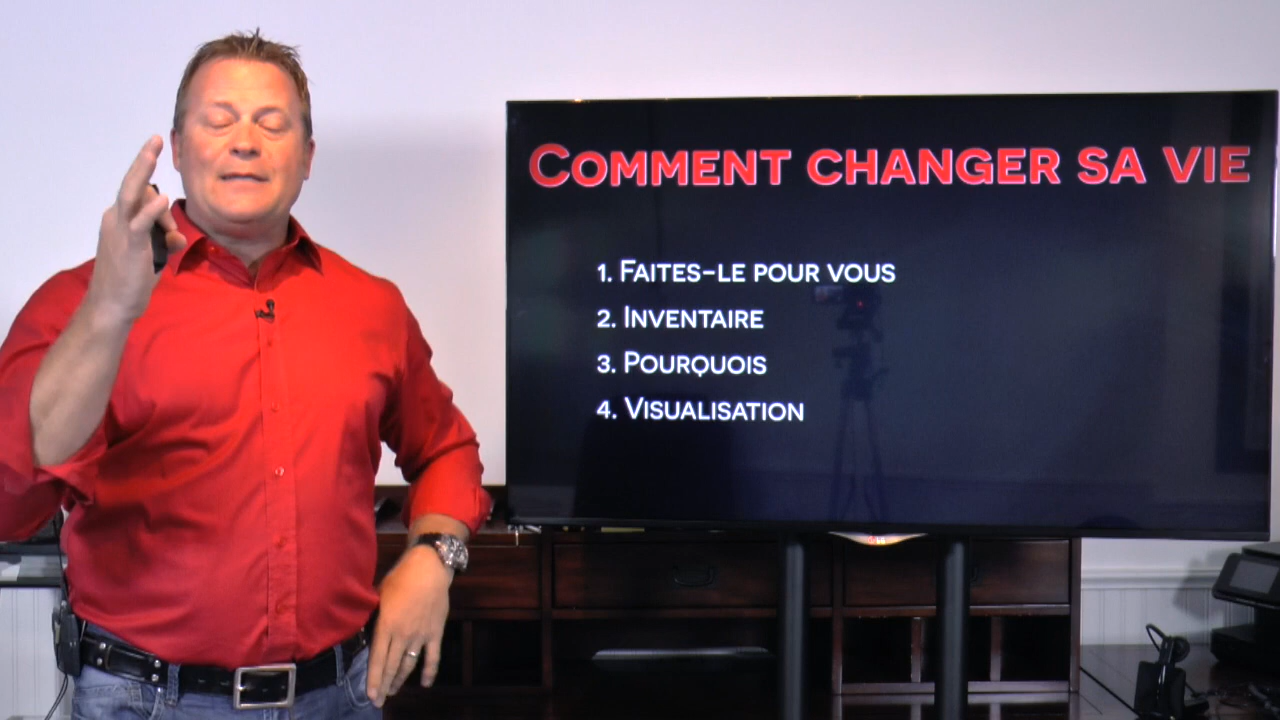 Comment changer sa vie
1. Faites-le pour vous
2. Inventaire
3. Pourquois
4. Visualisation